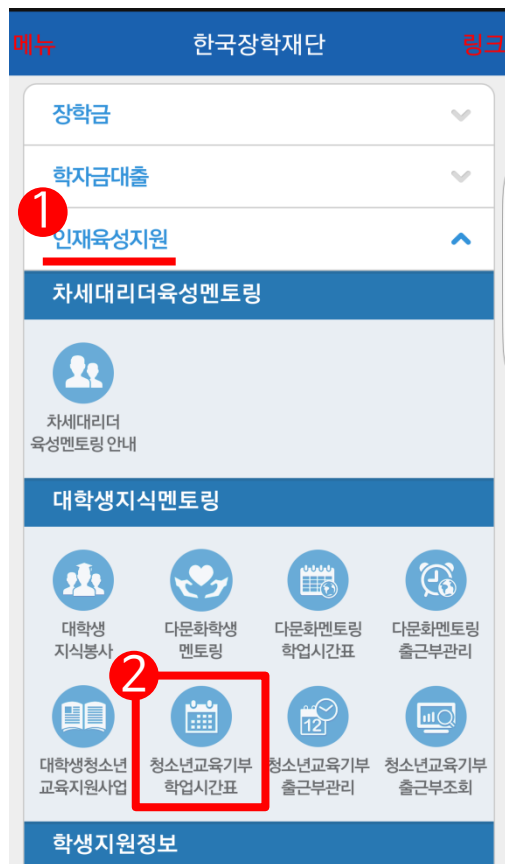 메뉴 한국장학재단 링크
장학금
학자금대출
1
인재육성지원
차세대리더육성멘토링
차세대리더
육성멘토링 안내
대학생지식멘토링
대학생 다문화학생 다문화멘토링 다문화멘토링
지식봉사 멘토링 학업시간표 출근부관리
2
12
대학생청소년 청소년교육기부 청소년교육기부 청소년교육기부
교육지원사업 학업시간표 출근부관리 출근부조회
학생지원정보